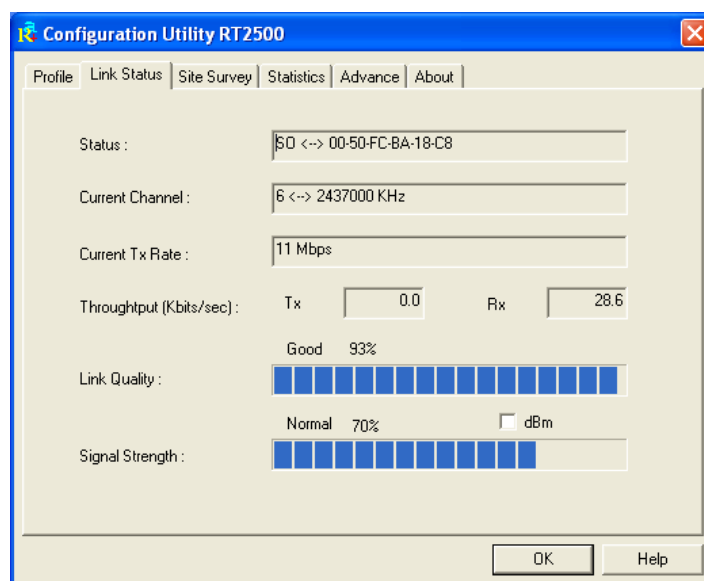 Configuration Utility RT2500
Profile Link Status Site Survey Statistics Advance About
Status : SO <--> 00-50-FC-BA-18-C8
Current Channel : 6 <--> 2437000 KHz
Current Tx Rate : 11 Mbps
Throughtput (Kbits/sec) : Tx 0.0 Rx 28.6
Good 93%
Link Quality :
Normal 70% dBm
Signal Strength :
OK Help